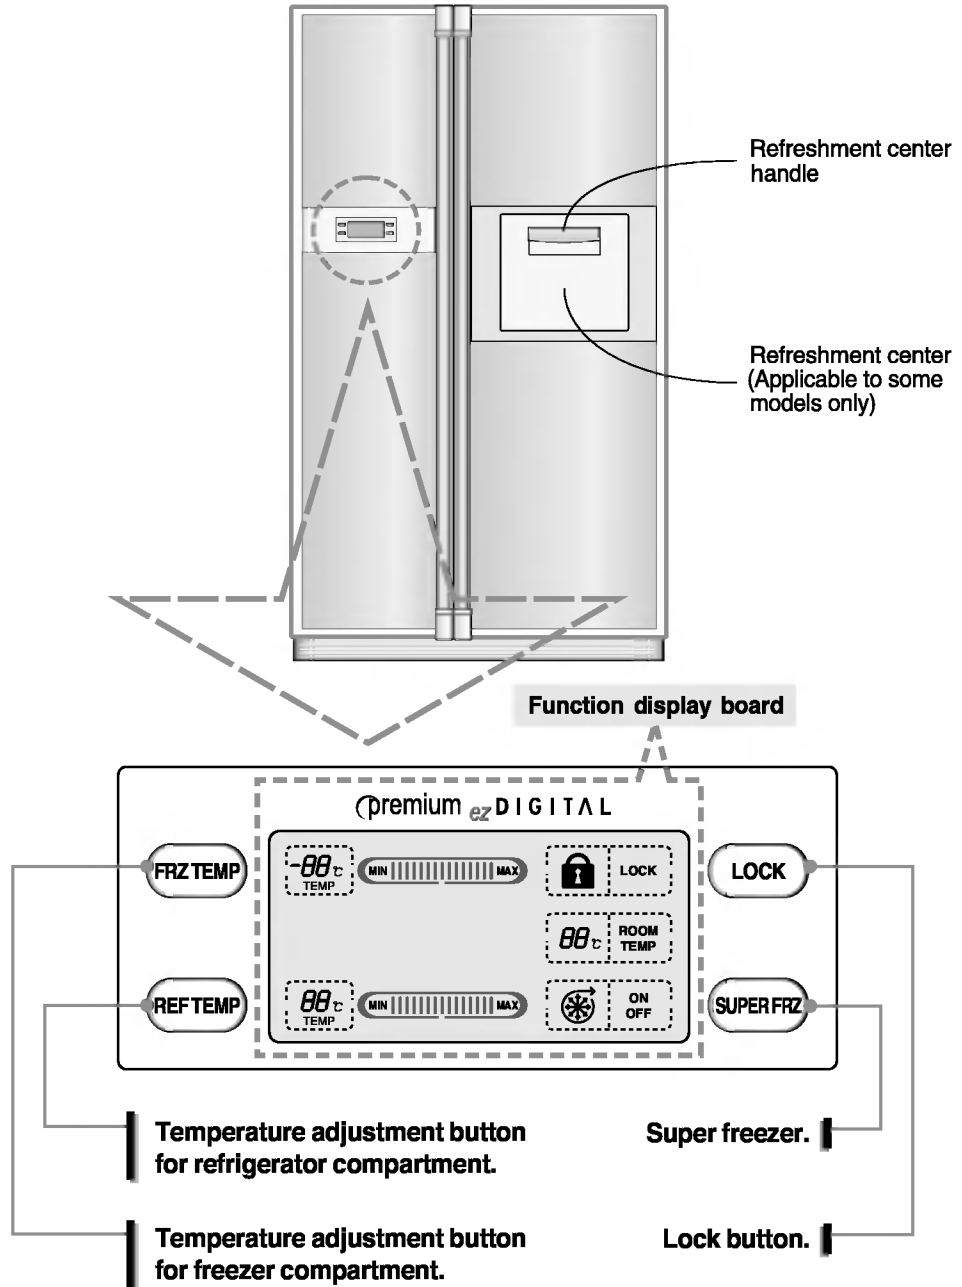 Refreshment center
handle
Refreshment center
(Applicable to some
models only)
Function display board
premium ez DIGITAL
FRZ TEMP
-88 °C
TEMP
MIN
MAX
LOCK
LOCK
88 °C
ROOM
TEMP
REF TEMP
88 °C
TEMP
MIN
MAX
ON
OFF
SUPER FRZ
Temperature adjustment button
for refrigerator compartment.
Super freezer.
Temperature adjustment button
for freezer compartment.
Lock button.